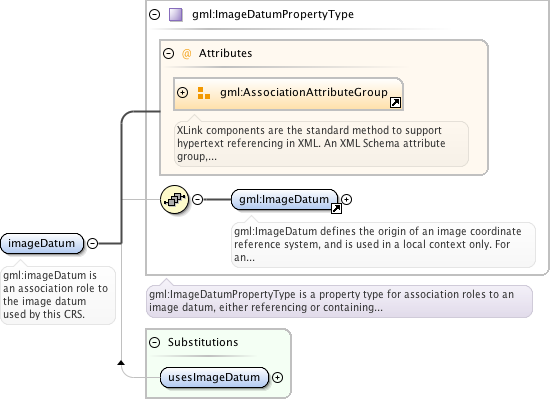 gml:ImageDatumPropertyType
@ Attributes
gml:AssociationAttributeGroup
XLink components are the standard method to support
hypertext referencing in XML. An XML Schema attribute
group,...
gml:ImageDatum
gml:ImageDatum defines the origin of an image coordinate
reference system, and is used in a local context only. For
an...
imageDatum
gml:imageDatum is
an association role to
the image datum
used by this CRS.
gml:ImageDatumPropertyType is a property type for association roles to an
image datum, either referencing or containing...
Substitutions
usesImageDatum